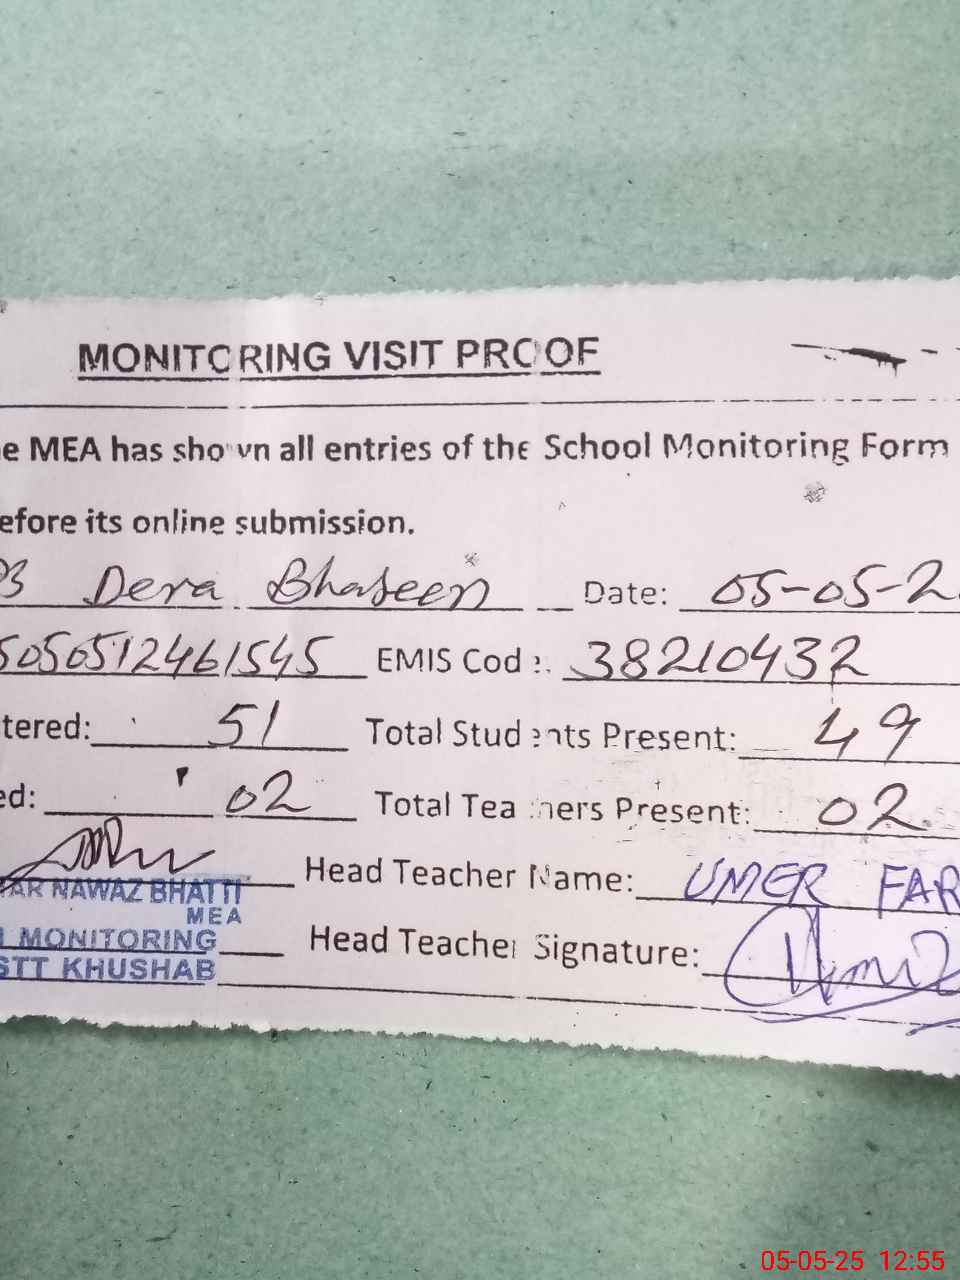 MONITORING VISIT PROOF
e MEA has shown all entries of the School Monitoring Form
efore its online submission.
Dera Bhaseen Date: 05-05-2
5050512461545 EMIS Code: 38210432
tered: 51 Total Students Present: 49
ed: 02 Total Teachers Present: 02
Head Teacher Name: UMER FAR
AR NAWAZ BHATTI
MEA
MONITORING Head Teacher Signature:
STT KHUSHAB
05-05-25 12:55